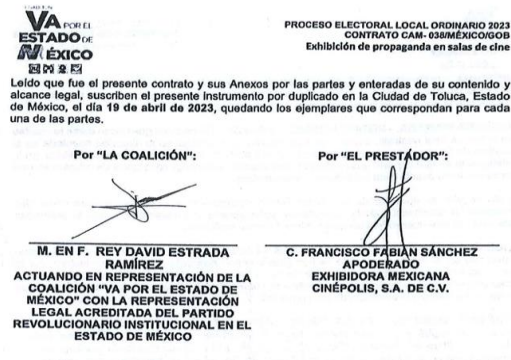 VA POR EL
ESTADO DE
MÉXICO
PROCESO ELECTORAL LOCAL ORDINARIO 2023
CONTRATO CAM- 038/MÉXICO/GOB
Exhibición de propaganda en salas de cine
Leído que fue el presente contrato y sus Anexos por las partes y enteradas de su contenido y
alcance legal, suscriben el presente instrumento por duplicado en la Ciudad de Toluca, Estado
de México, el día 19 de abril de 2023, quedando los ejemplares que correspondan para cada
una de las partes.
Por "LA COALICIÓN":
M. EN F. REY DAVID ESTRADA
RAMÍREZ
ACTUANDO EN REPRESENTACIÓN DE LA
COALICIÓN "VA POR EL ESTADO DE
MÉXICO" CON LA REPRESENTACIÓN
LEGAL ACREDITADA DEL PARTIDO
REVOLUCIONARIO INSTITUCIONAL EN EL
ESTADO DE MÉXICO
Por "EL PRESTADOR":
C. FRANCISCO FABIÁN SÁNCHEZ
APODERADO
EXHIBIDORA MEXICANA
CINÉPOLIS, S.A. DE C.V.